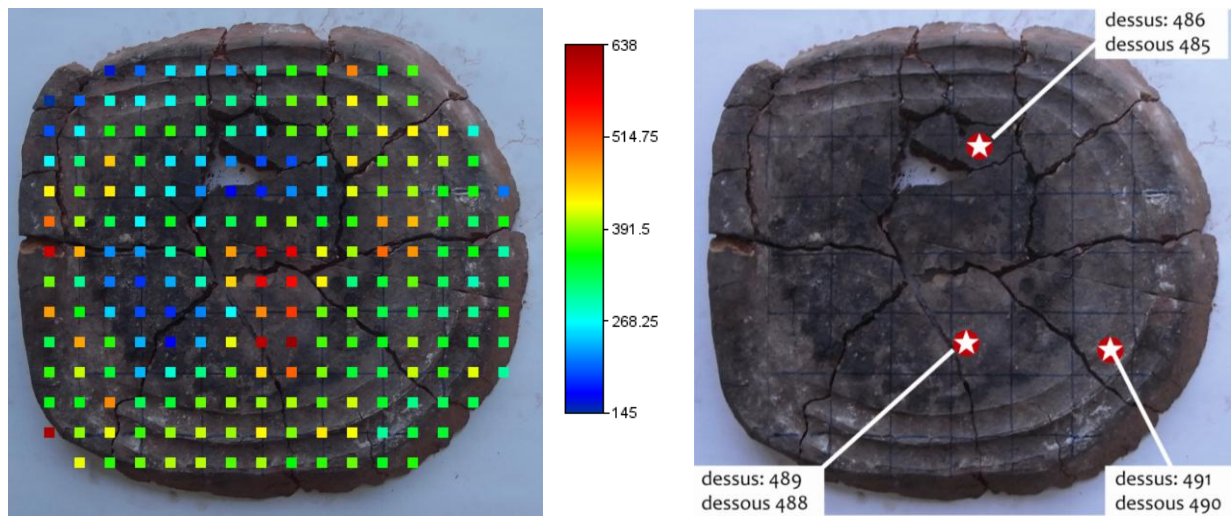 638
514.75
391.5
268.25
145
dessus: 486
dessous 485
dessus: 489
dessous 488
dessus: 491
dessous 490